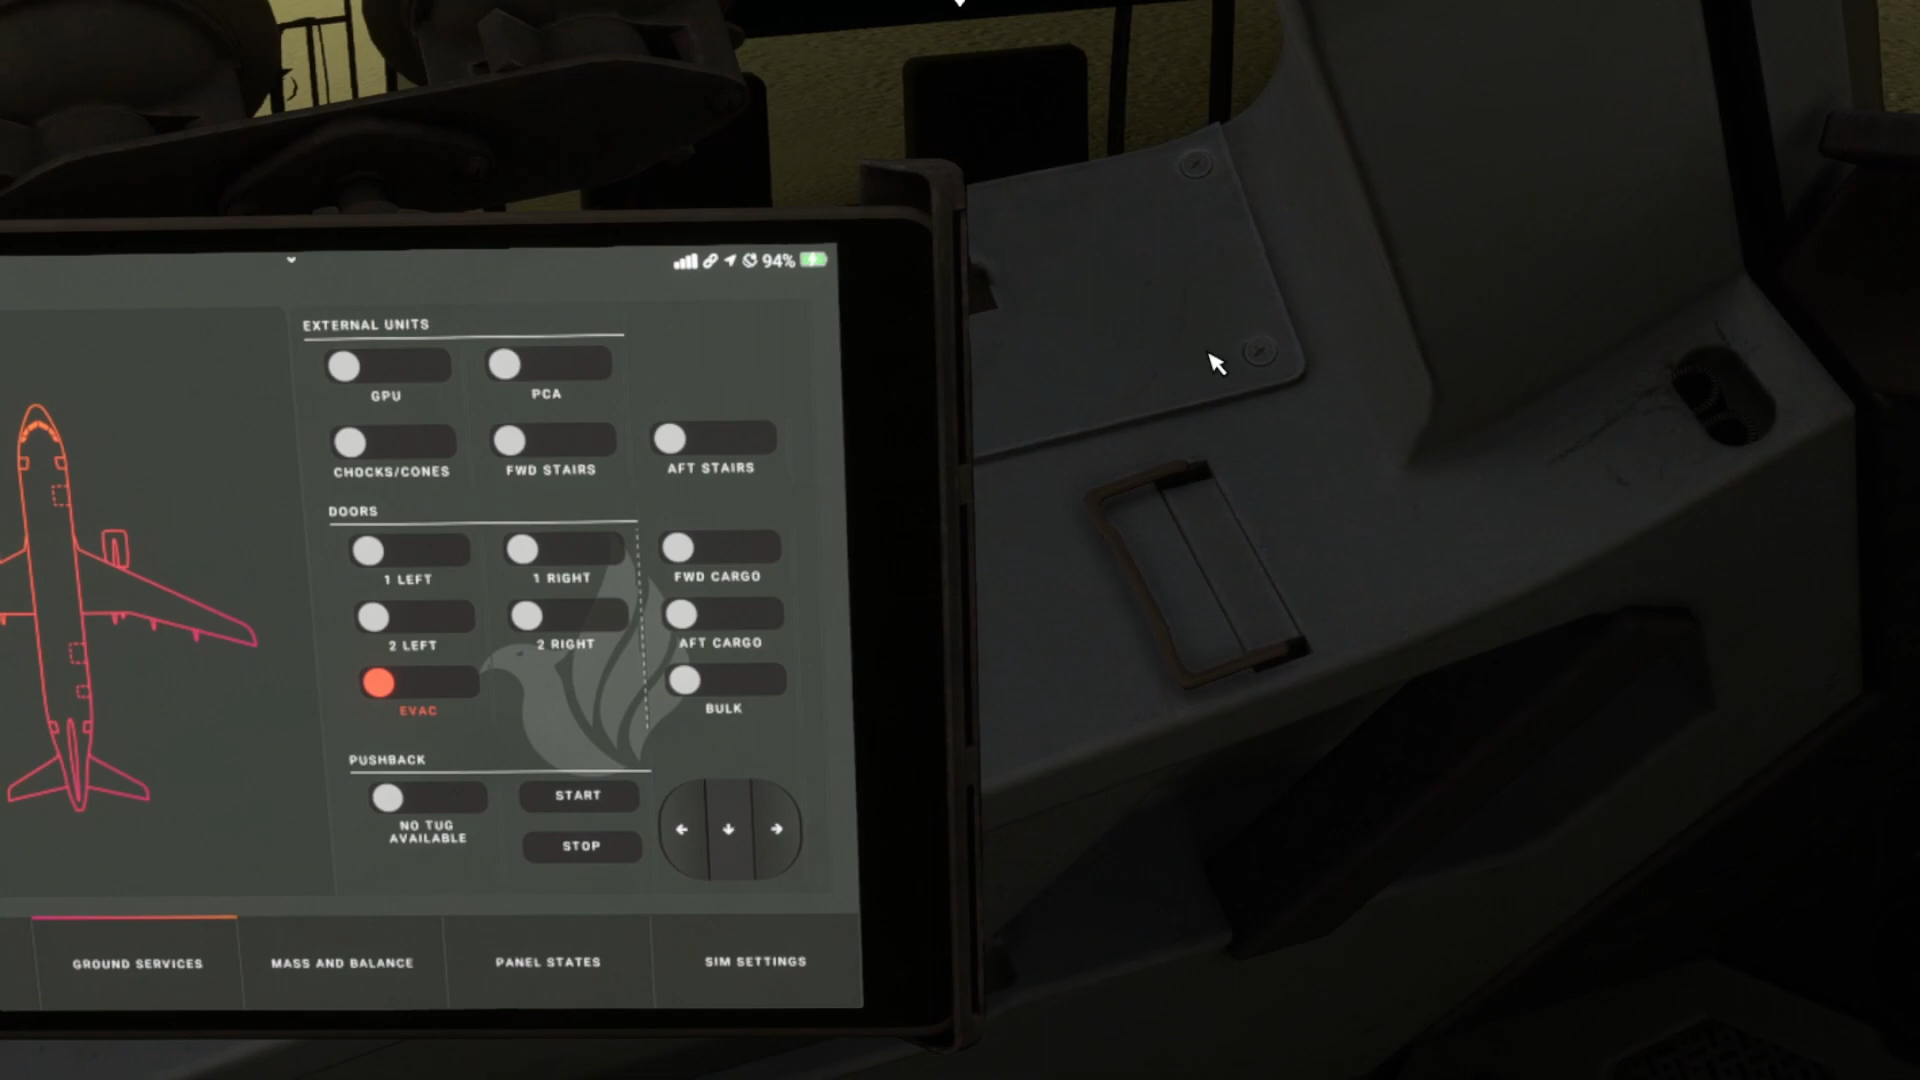 94%
EXTERNAL UNITS
GPU
PCA
CHOCKS/CONES
FWD STAIRS
AFT STAIRS
DOORS
1 LEFT
1 RIGHT
FWD CARGO
2 LEFT
2 RIGHT
AFT CARGO
EVAC
BULK
PUSHBACK
NO TUG
AVAILABLE
START
STOP
GROUND SERVICES
MASS AND BALANCE
PANEL STATES
SIM SETTINGS